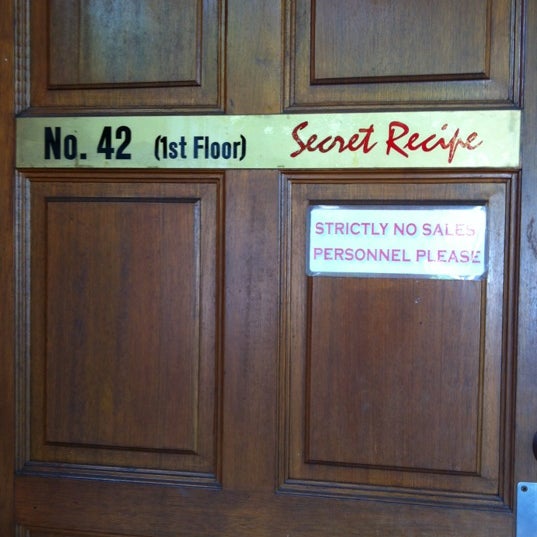 No. 42 (1st Floor) Secret Recipe
STRICTLY NO SALES
PERSONNEL PLEASE